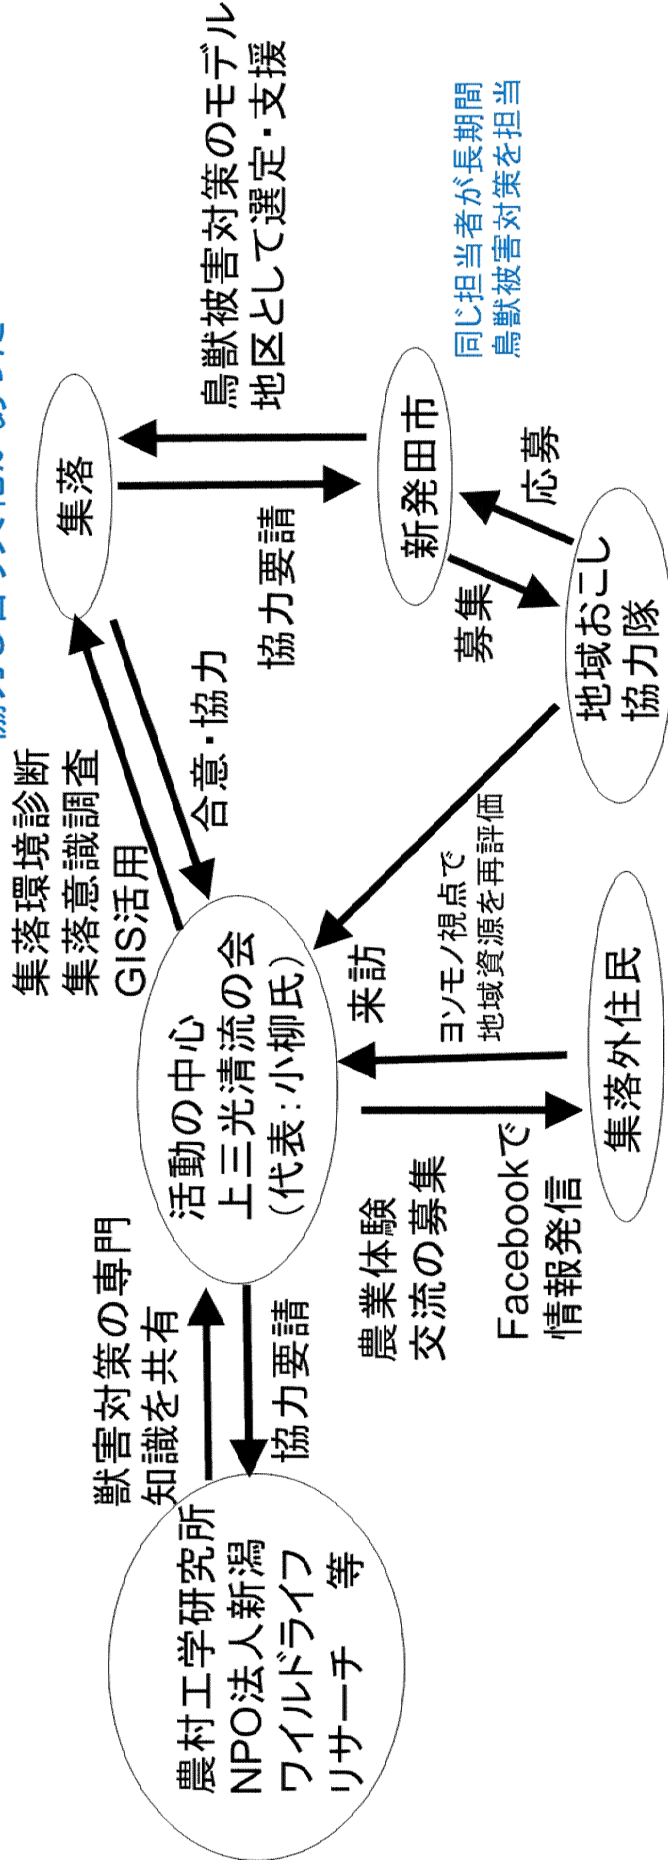 獣害対策の専門
知識を共有
農村工学研究所
NPO法人新潟
ワイルドライフ
リサーチ　等
協力要請
活動の中心
上三光清流の会
(代表：小柳氏)
集落環境診断
集落意識調査
GIS活用
合意・協力
集落
協力要請
鳥獣被害対策のモデル
地区として選定・支援
新発田市
同じ担当者が長期間
鳥獣被害対策を担当
募集
応募
地域おこし
協力隊
ヨソモノ視点で
地域資源を再評価
来訪
農業体験
交流の募集
Facebookで
情報発信
集落外住民